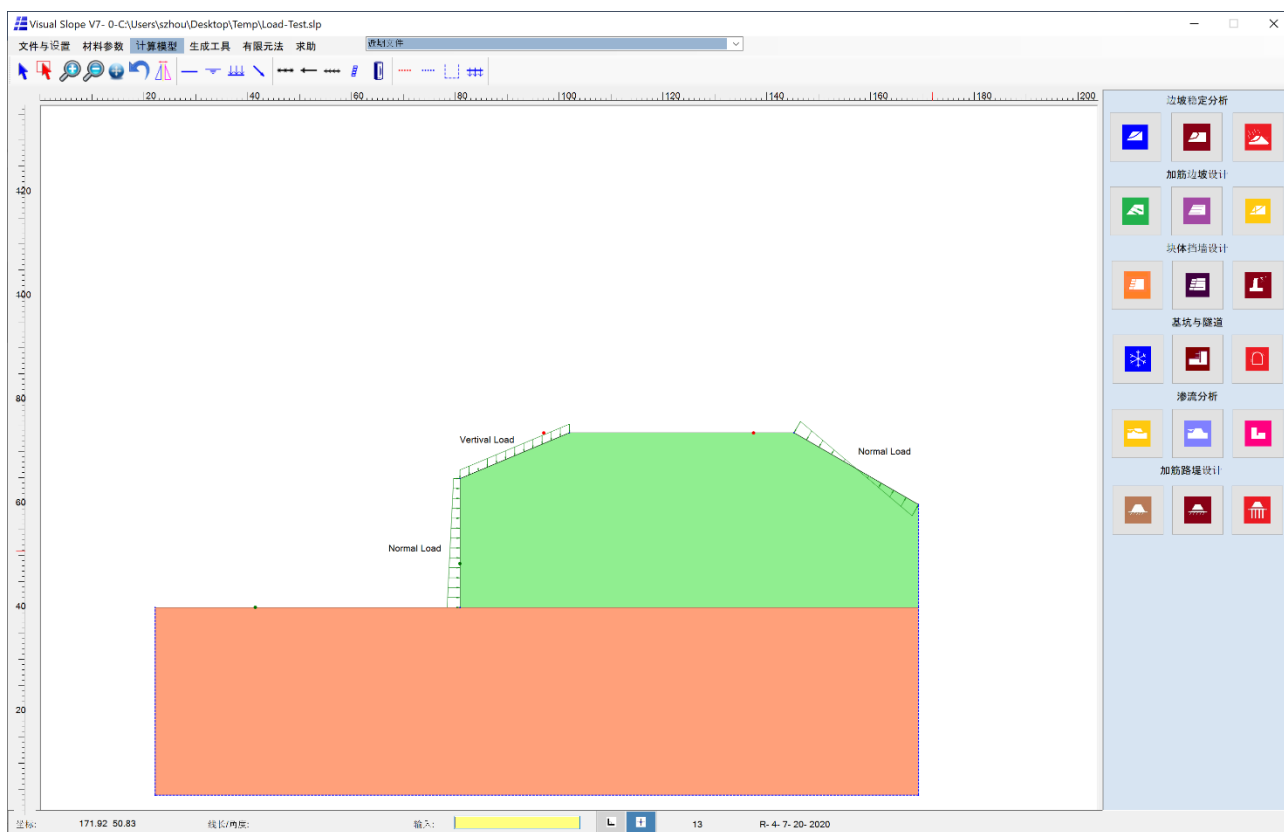 Visual Slope V7- 0-C:\Users\szhou\Desktop\Temp\Load-Test.slp
文件与设置 材料参数 计算模型 生成工具 有限元法 求助 近期文件
20 40 60 80 100 120 140 160 180 200
边坡稳定分析
加筋边坡设计
块体挡墙设计
基坑与隧道
渗流分析
加筋路堤设计
120
100
80
60
40
20
Vertival Load
Normal Load
Normal Load
坐标: 171.92 50.83 线长/角度: 输入: 13 R- 4- 7- 20- 2020